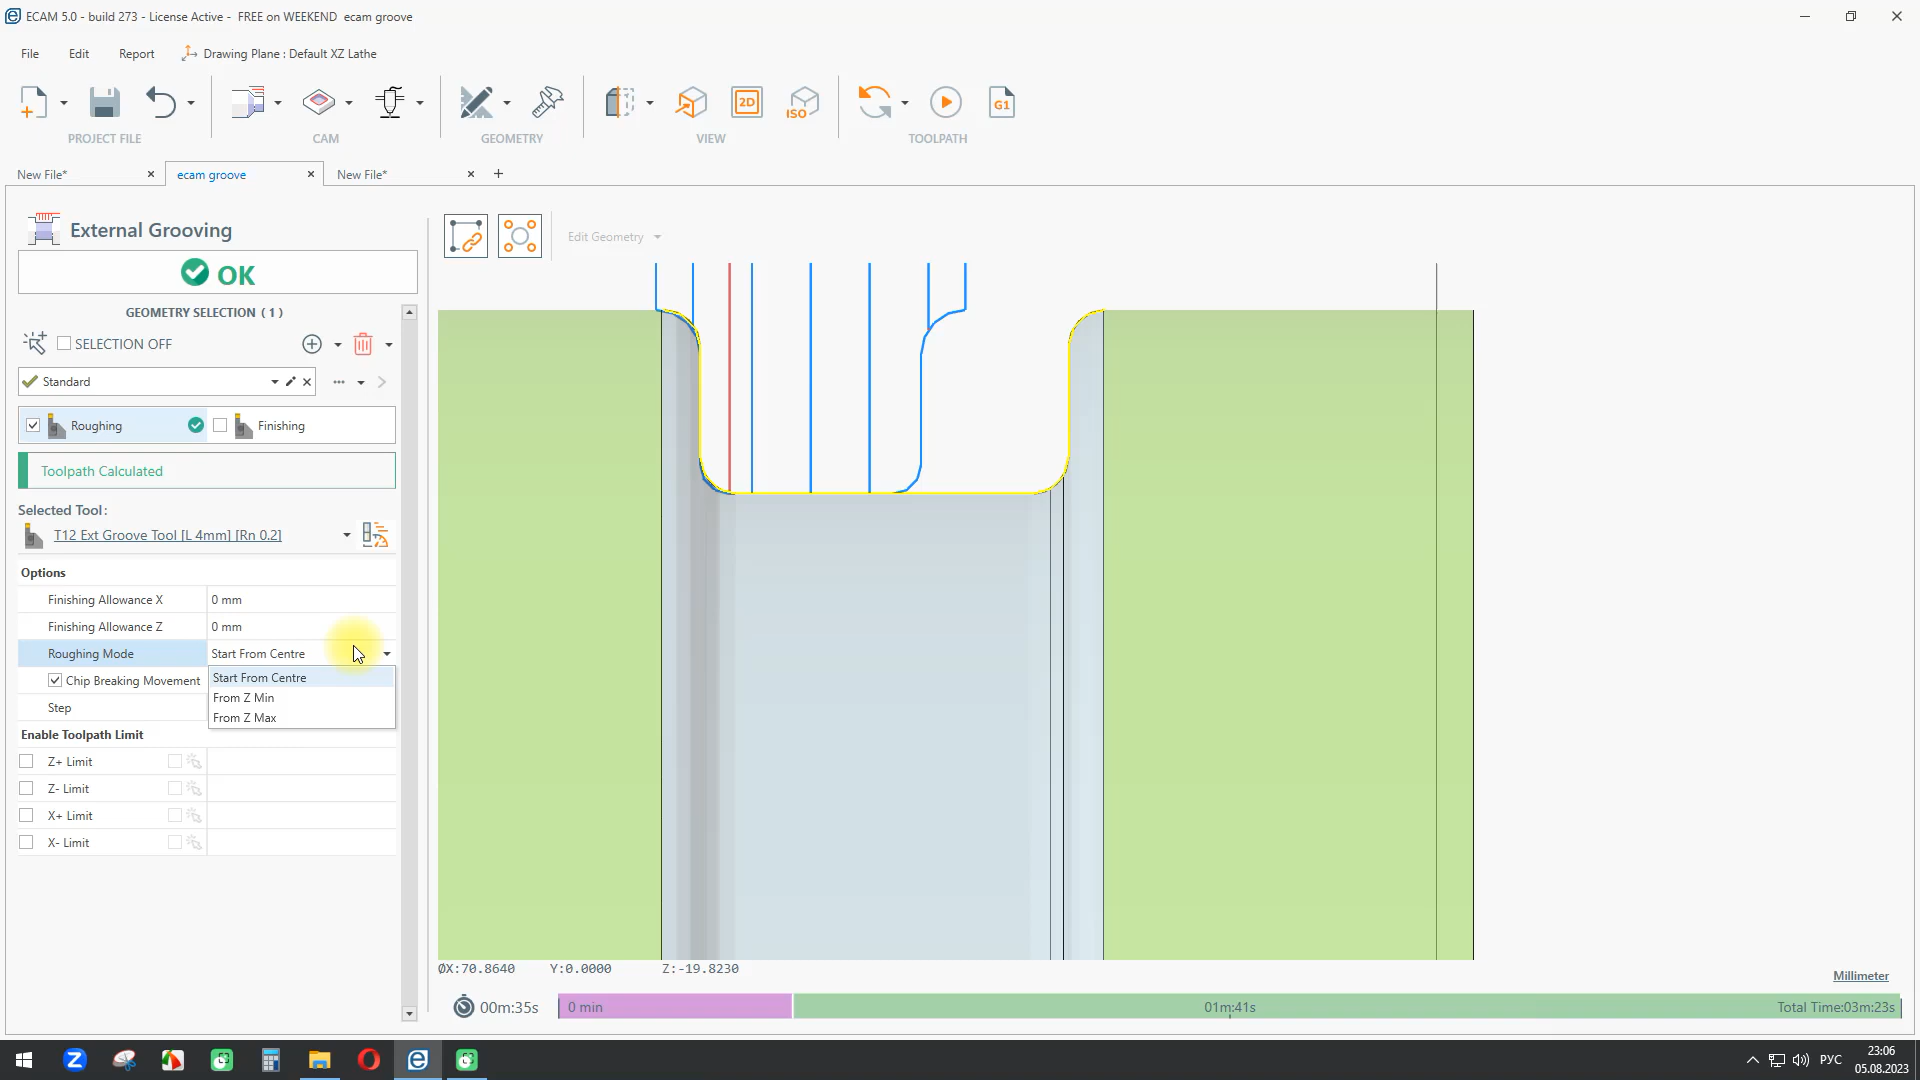 ECAM 5.0 - build 273 - License Active - FREE on WEEKEND ecam groove
File Edit Report Drawing Plane : Default XZ Lathe
2D ISO G1
PROJECT FILE CAM GEOMETRY VIEW TOOLPATH
New File* ecam groove New File*
External Grooving
Edit Geometry
OK
GEOMETRY SELECTION ( 1 )
SELECTION OFF
Standard
Roughing Finishing
Toolpath Calculated
Selected Tool:
T12 Ext Groove Tool [L 4mm] [Rn 0.2]
Options
Finishing Allowance X 0 mm
Finishing Allowance Z 0 mm
Roughing Mode Start From Centre
Start From Centre
Chip Breaking Movement
From Z Min
Step
From Z Max
Enable Toolpath Limit
Z+ Limit
Z- Limit
X+ Limit
X- Limit
ØX:70.8640 Y:0.0000 Z:-19.8230
Millimeter
00m:35s 0 min 01m:41s Total Time:03m:23s
РУС
23:06
05.08.2023